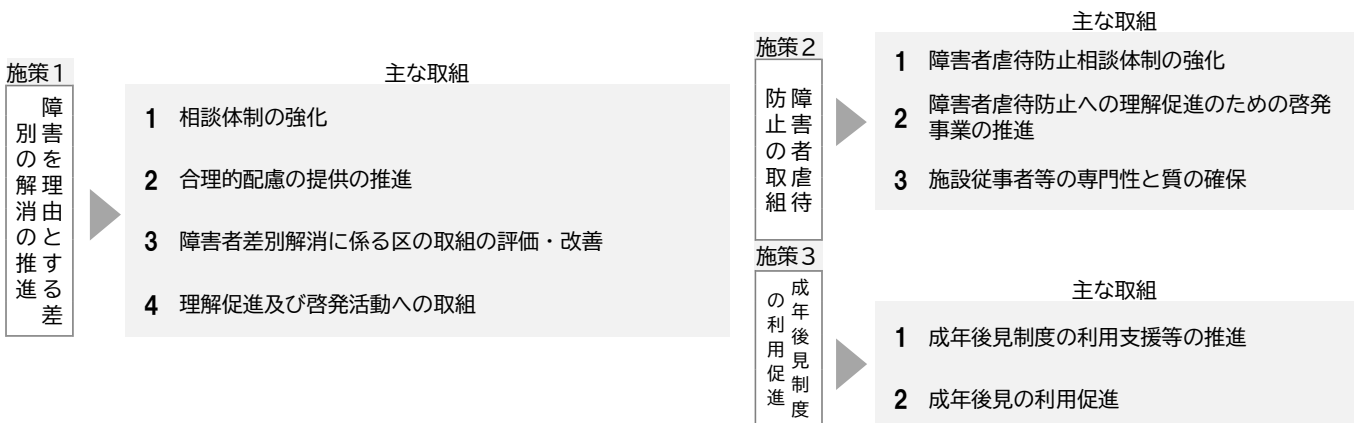 施策1
障害を理由とする差
別の解消の推進
主な取組
1 相談体制の強化
2 合理的配慮の提供の推進
3 障害者差別解消に係る区の取組の評価・改善
4 理解促進及び啓発活動への取組
施策2
障害者虐待
防止の取組
主な取組
1 障害者虐待防止相談体制の強化
2 障害者虐待防止への理解促進のための啓発
事業の推進
3 施設従事者等の専門性と質の確保
施策3
成年後見制度
の利用促進
主な取組
1 成年後見制度の利用支援等の推進
2 成年後見の利用促進